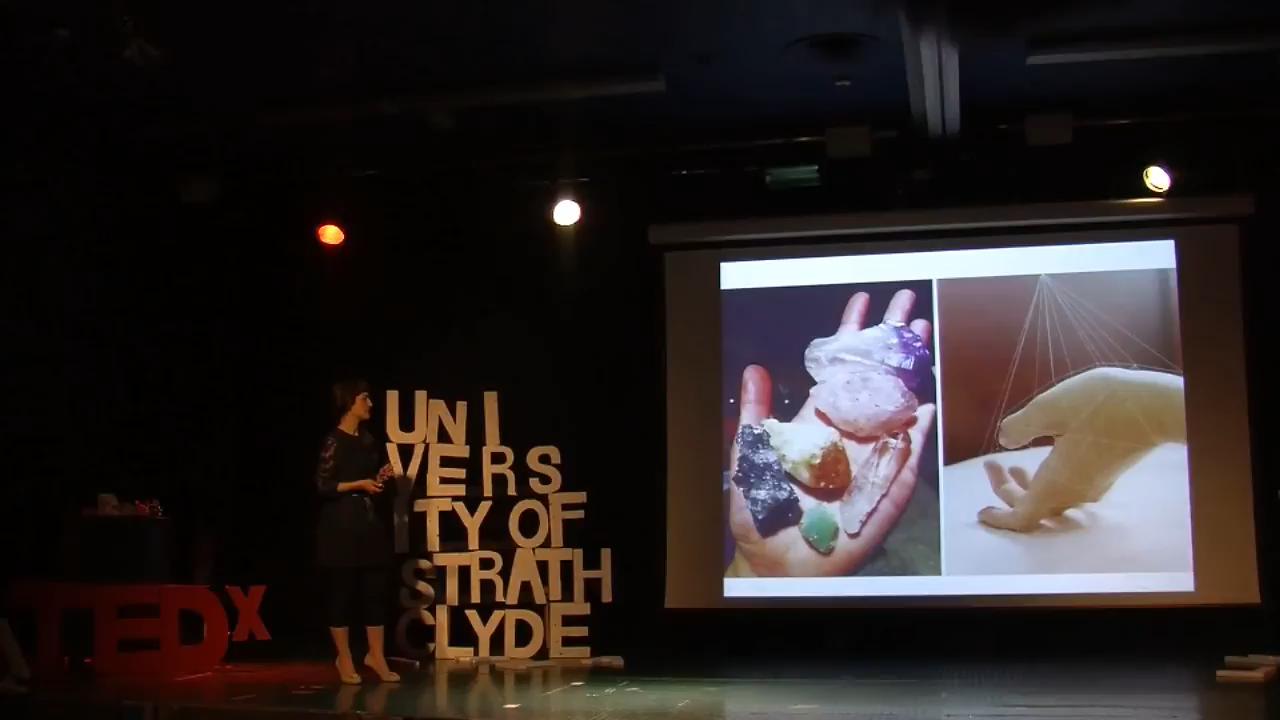 UNI
VERS
ITY OF
STRATH
CLYDE
TEDx